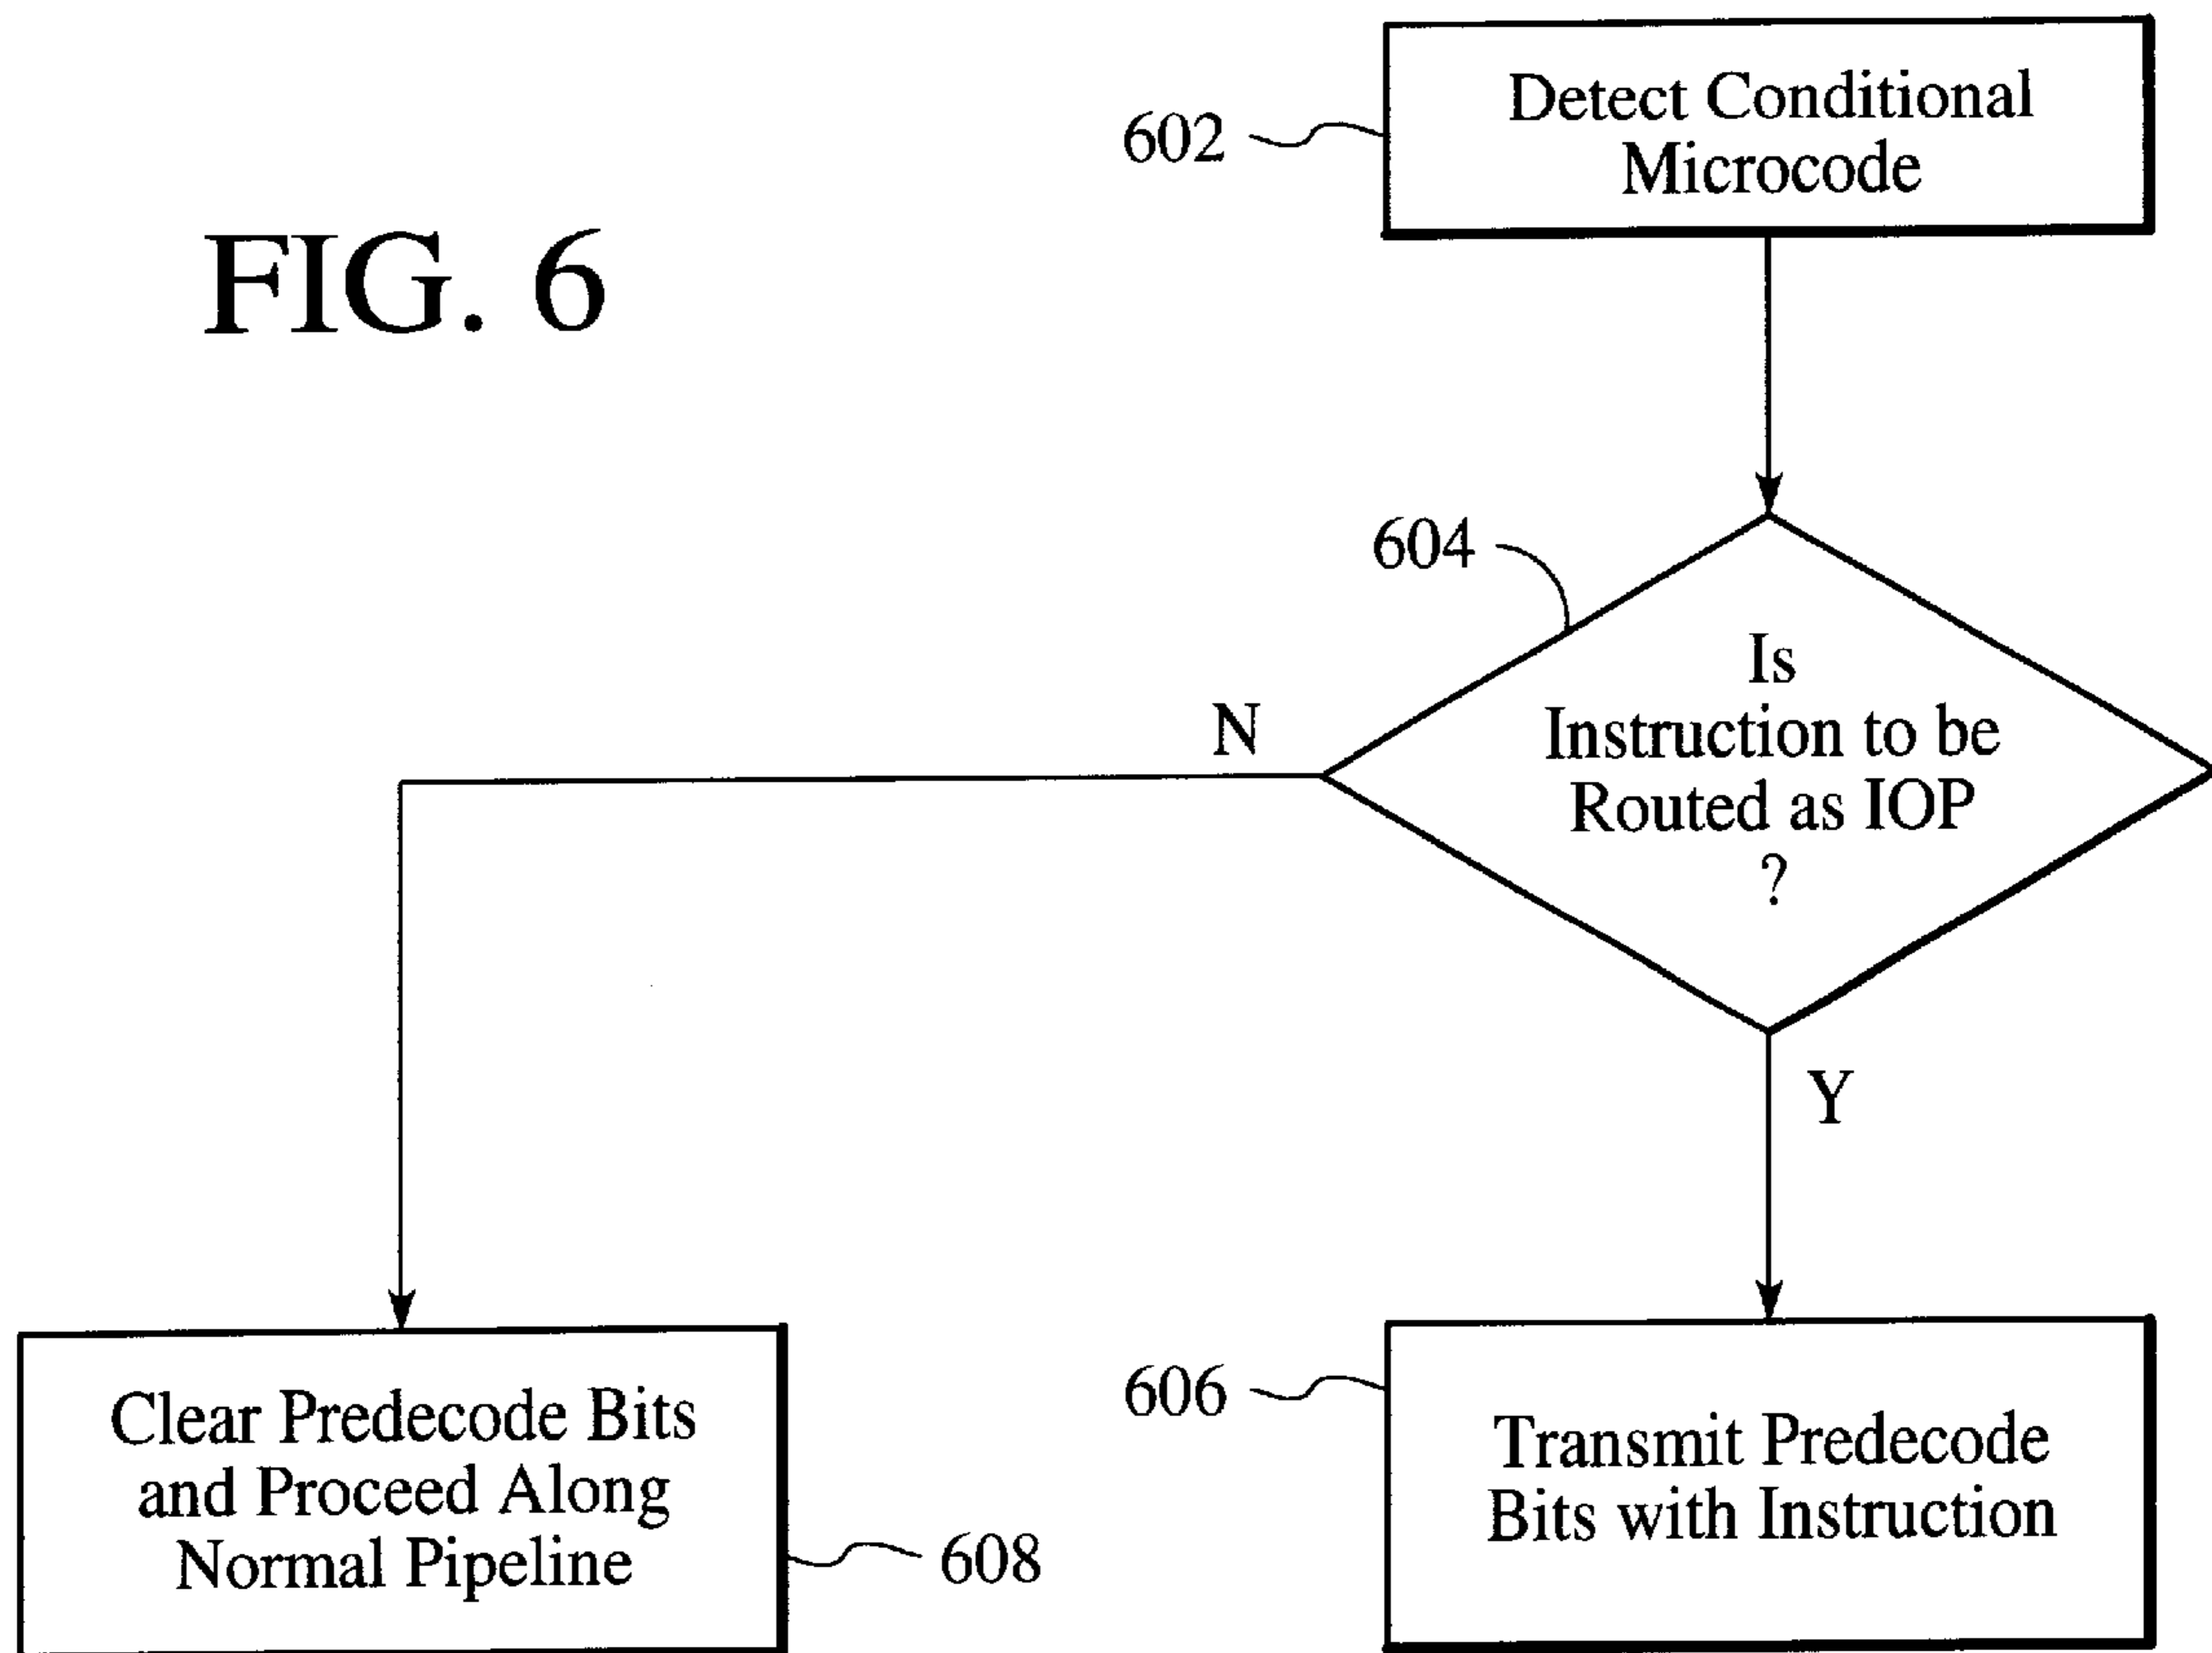 FIG. 6
602
Detect Conditional
Microcode
604
Is
Instruction to be
Routed as IOP
?
N
Y
608
Clear Predecode Bits
and Proceed Along
Normal Pipeline
606
Transmit Predecode
Bits with Instruction